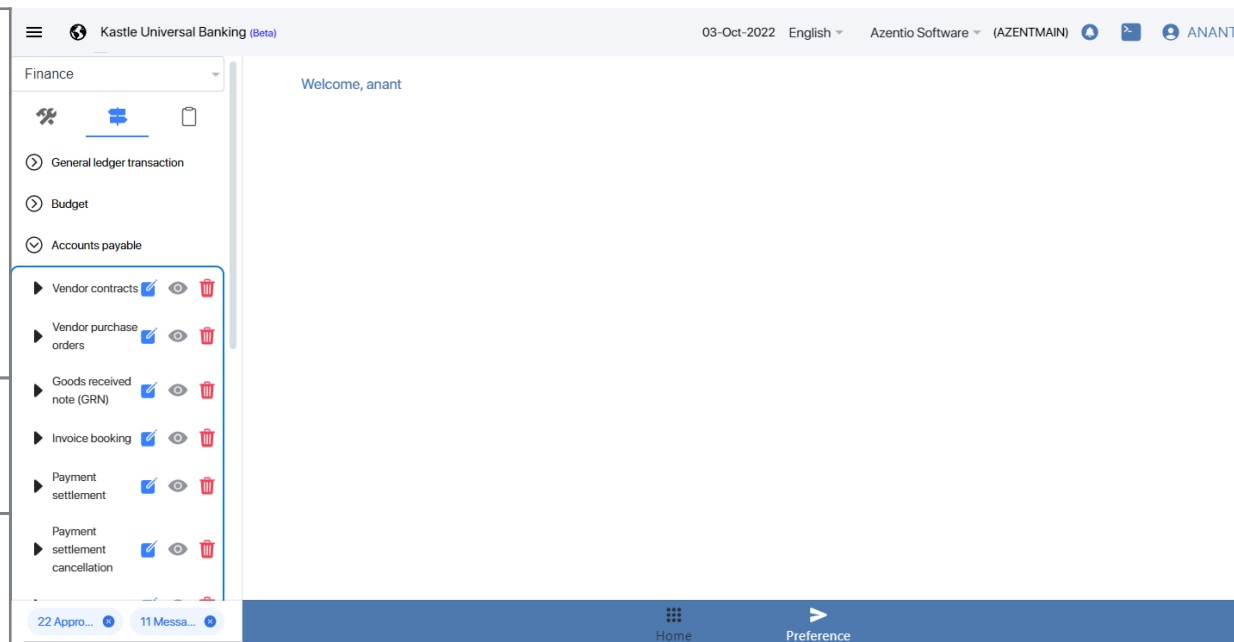 Kastle Universal Banking (Beta)
03-Oct-2022 English Azentio Software (AZENTMAIN) ANANT
Finance
Welcome, anant
General ledger transaction
Budget
Accounts payable
Vendor contracts
Vendor purchase
orders
Goods received
note (GRN)
Invoice booking
Payment
settlement
Payment
settlement
cancellation
22 Appro...
11 Messa...
Home
Preference